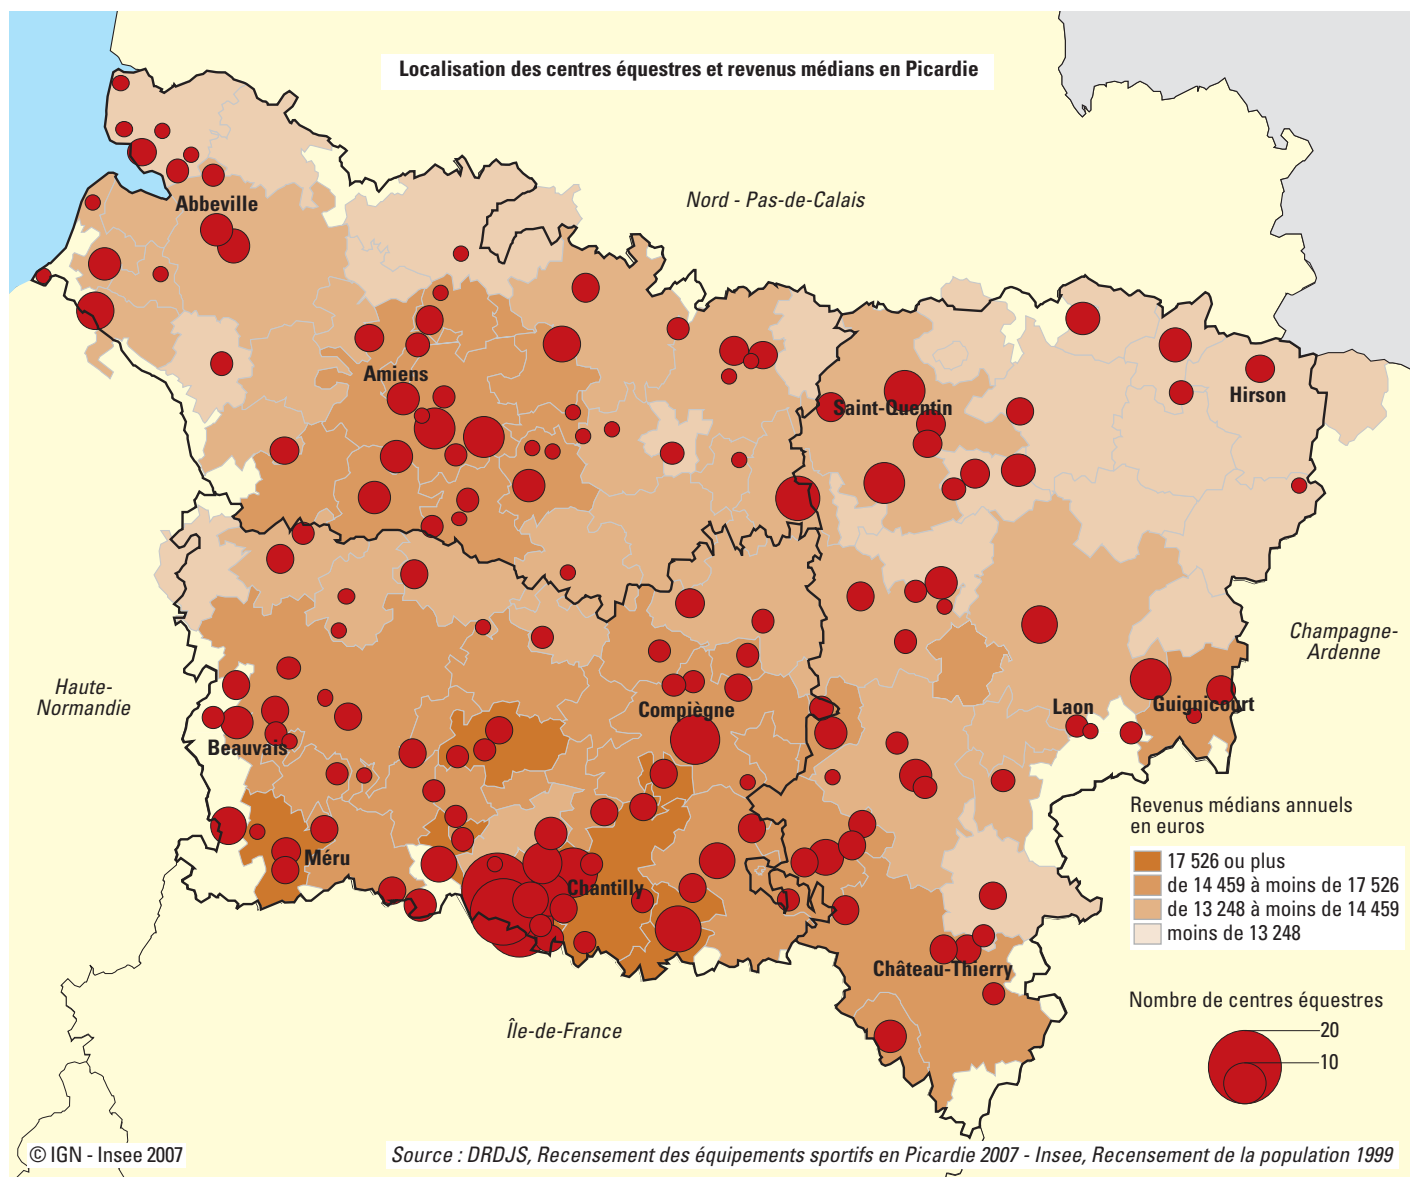 Localisation des centres équestres et revenus médians en Picardie
Nord - Pas-de-Calais
Abbeville
Amiens
Saint-Quentin
Hirson
Champagne-
Ardenne
Haute-
Normandie
Compiègne
Laon
Guignicourt
Beauvais
Méru
Chantilly
Château-Thierry
Île-de-France
Revenus médians annuels
en euros
17 526 ou plus
de 14 459 à moins de 17 526
de 13 248 à moins de 14 459
moins de 13 248
Nombre de centres équestres
20
10
© IGN - Insee 2007
Source : DRDJS, Recensement des équipements sportifs en Picardie 2007 - Insee, Recensement de la population 1999